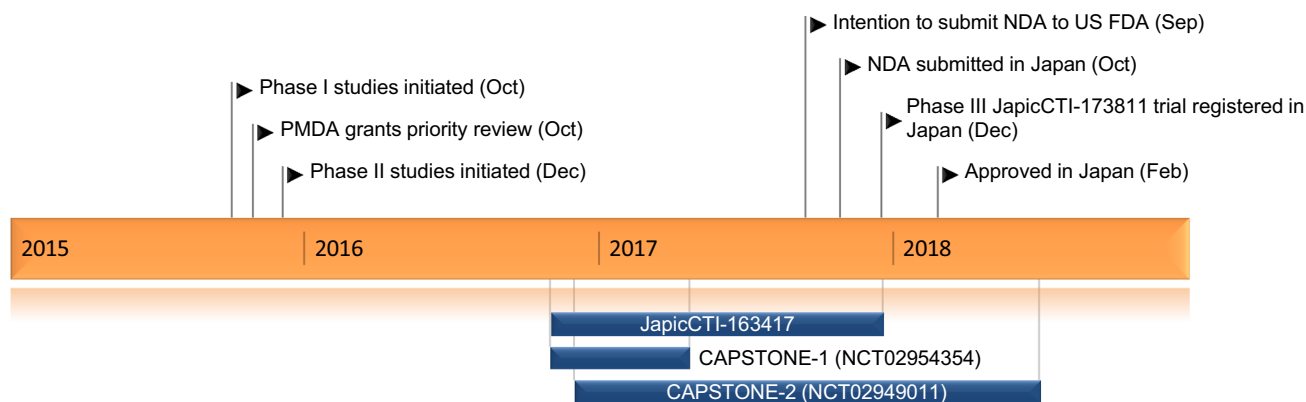 Intention to submit NDA to US FDA (Sep)
NDA submitted in Japan (Oct)
Phase I studies initiated (Oct)
Phase III JapicCTI-173811 trial registered in
Japan (Dec)
PMDA grants priority review (Oct)
Phase II studies initiated (Dec)
Approved in Japan (Feb)
2015
2016
2017
2018
JapicCTI-163417
CAPSTONE-1 (NCT02954354)
CAPSTONE-2 (NCT02949011)